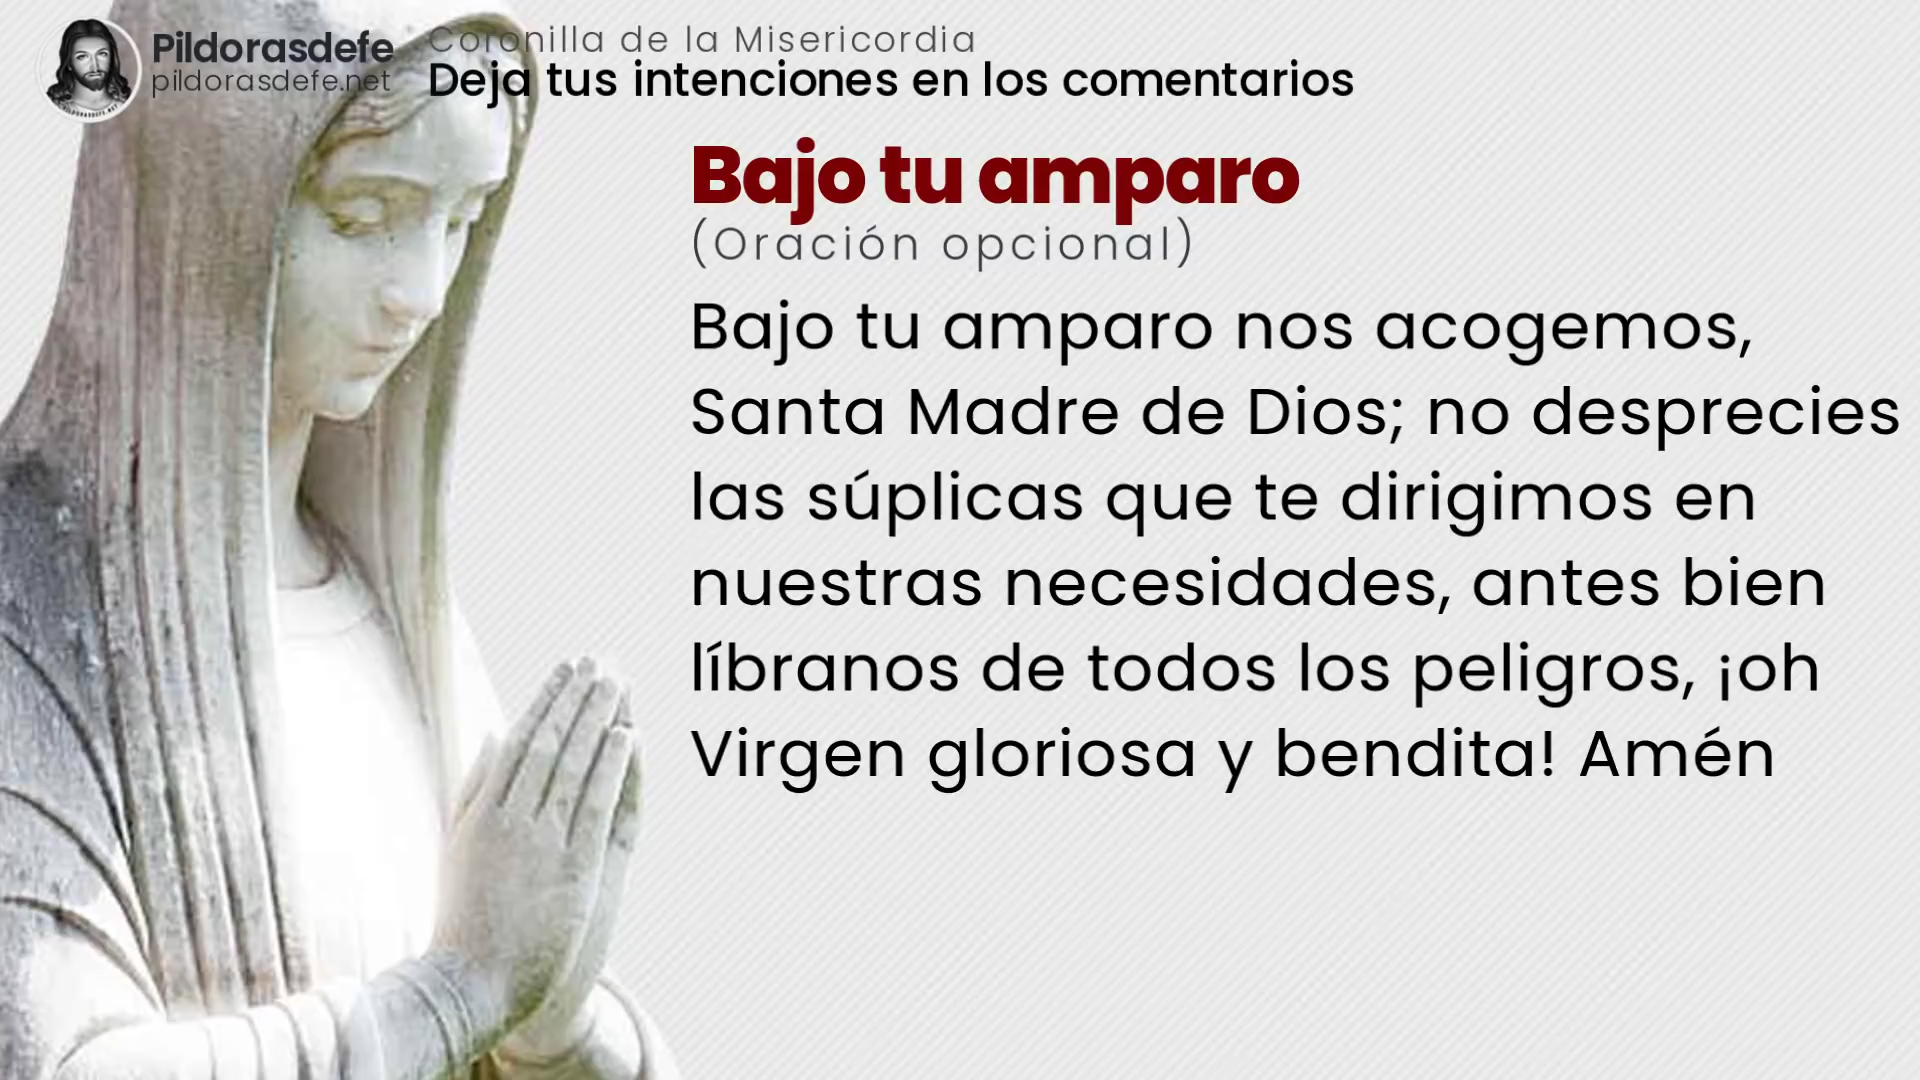 Pildorasdefe
pildorasdefe.net
Coronilla de la Misericordia
Deja tus intenciones en los comentarios
Bajo tu amparo
(Oración opcional)
Bajo tu amparo nos acogemos,
Santa Madre de Dios; no desprecies
las súplicas que te dirigimos en
nuestras necesidades, antes bien
líbranos de todos los peligros, ¡oh
Virgen gloriosa y bendita! Amén